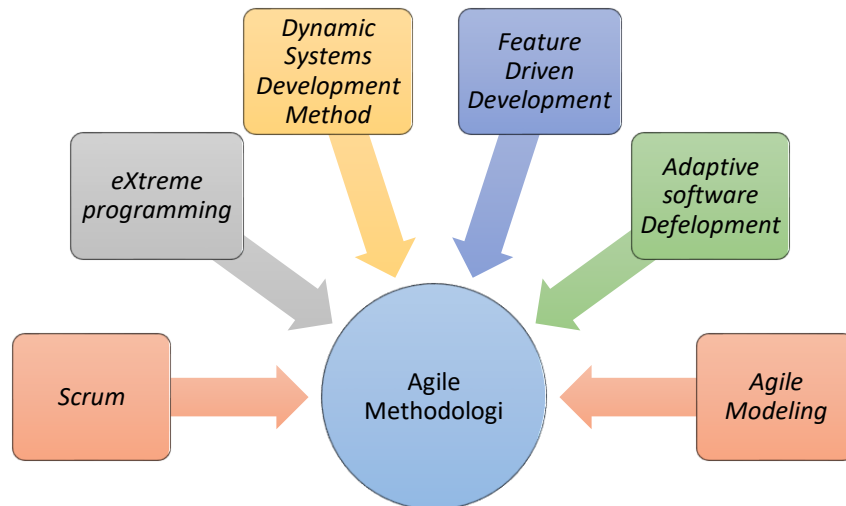 Dynamic
Systems
Development
Method
Feature
Driven
Development
eXtreme
programming
Adaptive
software
Defelopment
Scrum
Agile
Methodologi
Agile
Modeling